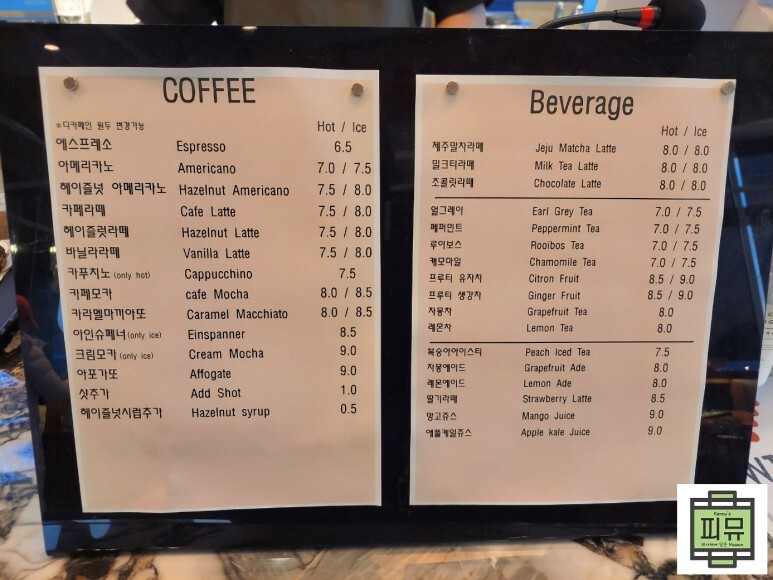 COFFEE
*디카페인 원두 변경가능
Hot / Ice
에스프레소 Espresso 6.5
아메리카노 Americano 7.0 / 7.5
헤이즐넛 아메리카노 Hazelnut Americano 7.5 / 8.0
카페라떼 Cafe Latte 7.5 / 8.0
헤이즐럿라떼 Hazelnut Latte 7.5 / 8.0
바닐라라떼 Vanilla Latte 7.5 / 8.0
카푸치노 (only hot) Cappucchino 7.5
카페모카 cafe Mocha 8.0 / 8.5
카라멜마끼아또 Caramel Macchiato 8.0 / 8.5
아인슈페너 (only ice) Einspanner 8.5
크림모카 (only ice) Cream Mocha 9.0
아포가또 Affogate 9.0
샷추가 Add Shot 1.0
헤이즐넛시럽추가 Hazelnut syrup 0.5
Beverage
Hot / Ice
제주말차라떼 Jeju Matcha Latte 8.0 / 8.0
밀크티라떼 Milk Tea Latte 8.0 / 8.0
초콜릿라떼 Chocolate Latte 8.0 / 8.0
얼그레이 Earl Grey Tea 7.0 / 7.5
페퍼민트 Peppermint Tea 7.0 / 7.5
루이보스 Rooibos Tea 7.0 / 7.5
캐모마일 Chamomile Tea 7.0 / 7.5
프루티 유자차 Citron Fruit 8.5 / 9.0
프루티 생강차 Ginger Fruit 8.5 / 9.0
자몽차 Grapefruit Tea 8.0
레몬차 Lemon Tea 8.0
복숭아아이스티 Peach Iced Tea 7.5
자몽에이드 Grapefruit Ade 8.0
레몬에이드 Lemon Ade 8.0
딸기라떼 Strawberry Latte 8.5
망고쥬스 Mango Juice 9.0
애플케일쥬스 Apple kale Juice 9.0
피뮤